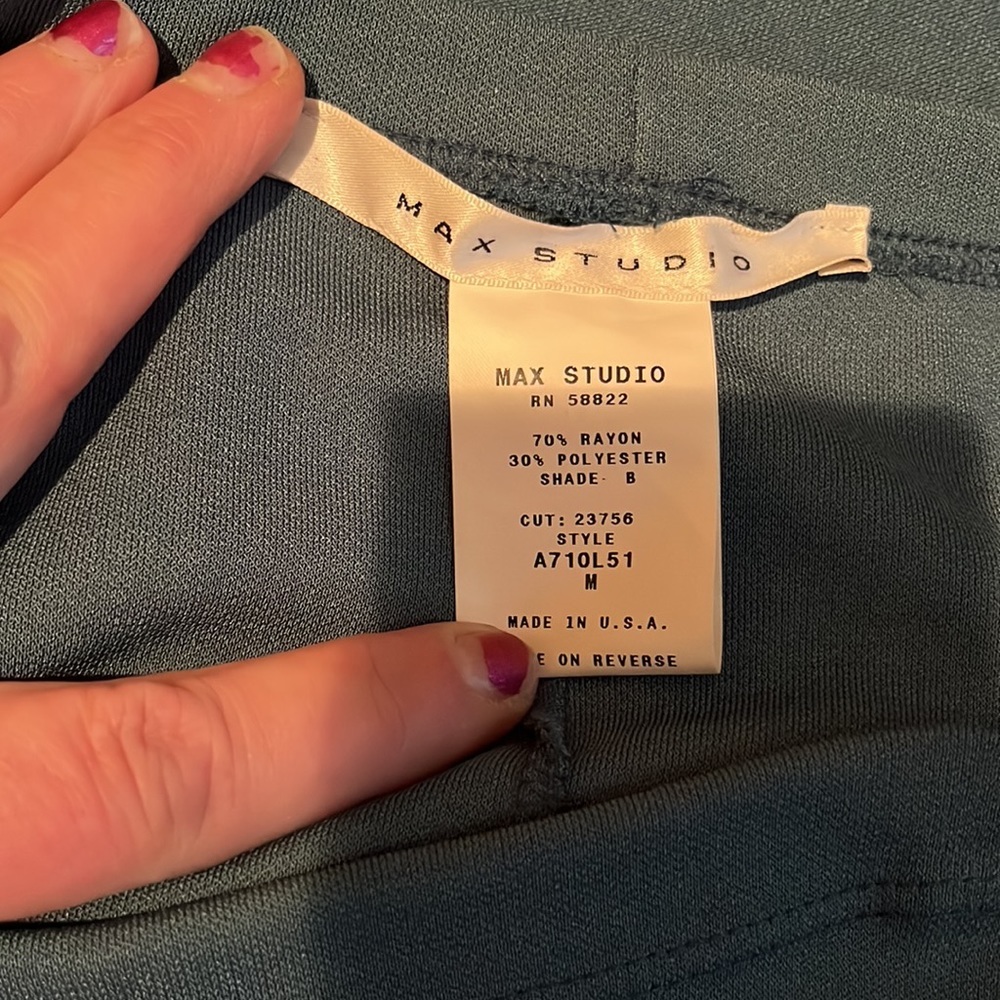 MAX STUDIO
MAX STUDIO
RN 58822
70% RAYON
30% POLYESTER
SHADE- B
CUT: 23756
STYLE
A710L51
M
MADE IN U.S.A.
ON REVERSE